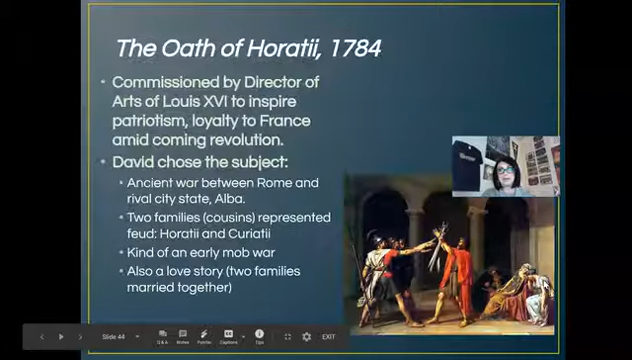 The Oath of Horatii, 1784
• Commissioned by Director of
Arts of Louis XVI to inspire
patriotism, loyalty to France
amid coming revolution.
• David chose the subject:
• Ancient war between Rome and
rival city state, Alba.
• Two families (cousins) represented
feud: Horatii and Curiatii
• Kind of an early mob war
• Also a love story (two families
married together)
Slide 44
Q & A
Notes
Pointer
Captions
Tips
EXIT